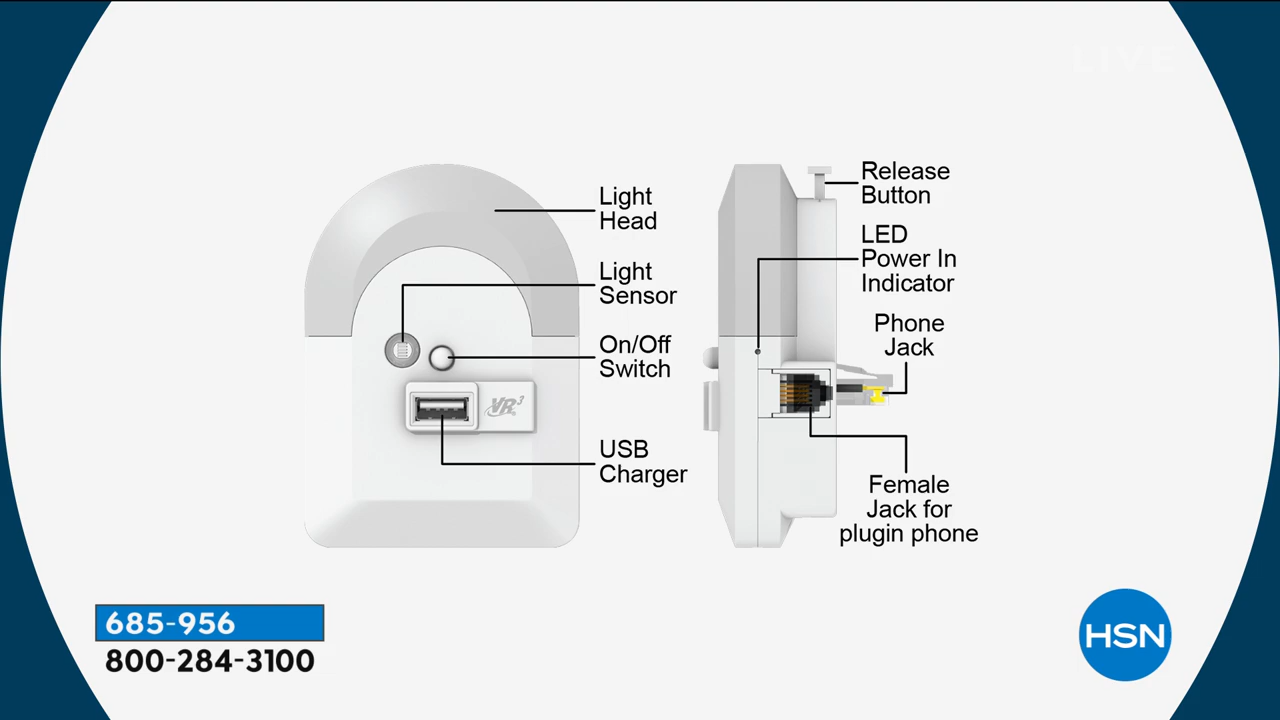 LIVE
Light
Head
Light
Sensor
On/Off
Switch
USB
Charger
VR3
Release
Button
LED
Power In
Indicator
Phone
Jack
Female
Jack for
plugin phone
685-956
800-284-3100
HSN